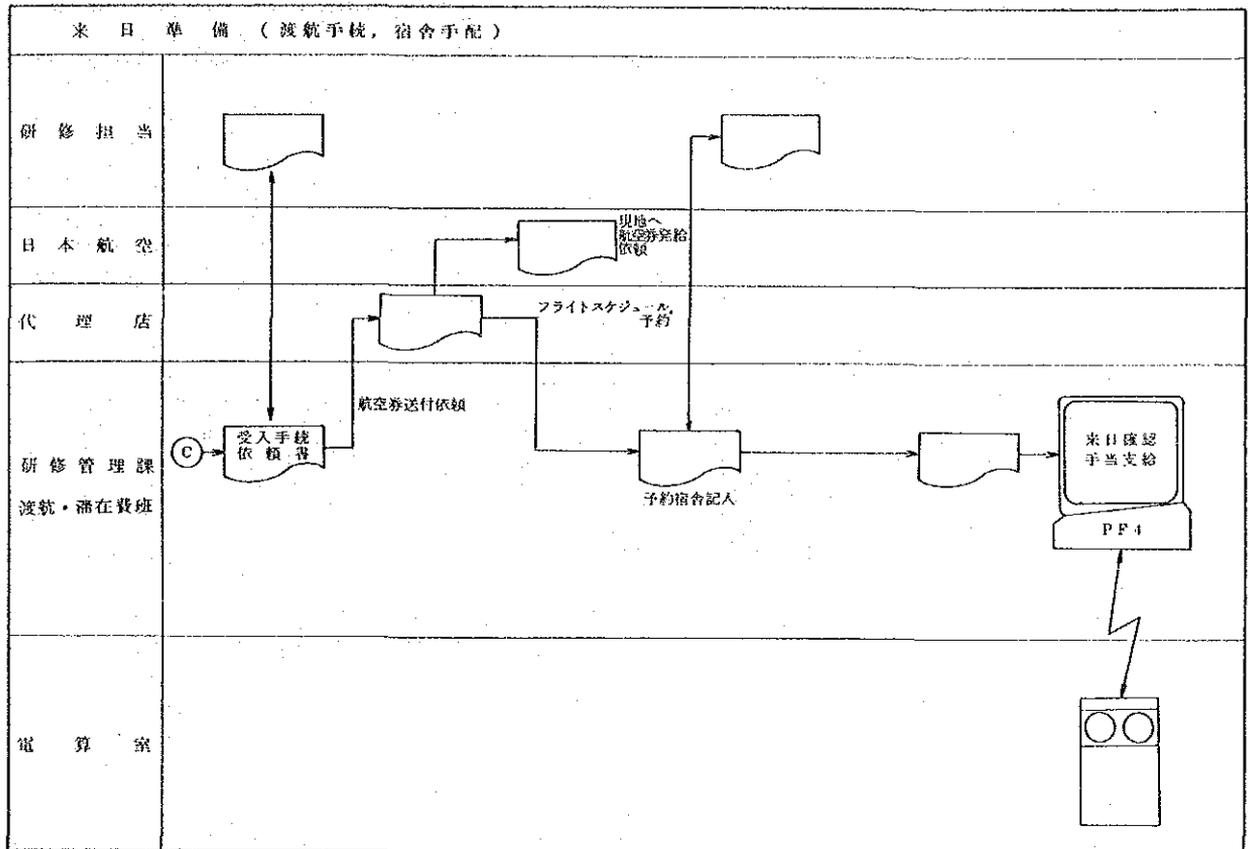 来日準備（渡航手続，宿舎手配）
研修担当
日本航空
現地へ
航空券発給
依頼
代理店
フライトスケジュール，
予約
航空券送付依頼
研修管理課
渡航・滞在費班
C
受入手続
依頼書
予約宿舎記入
来日確認
手当支給
PF4
電算室